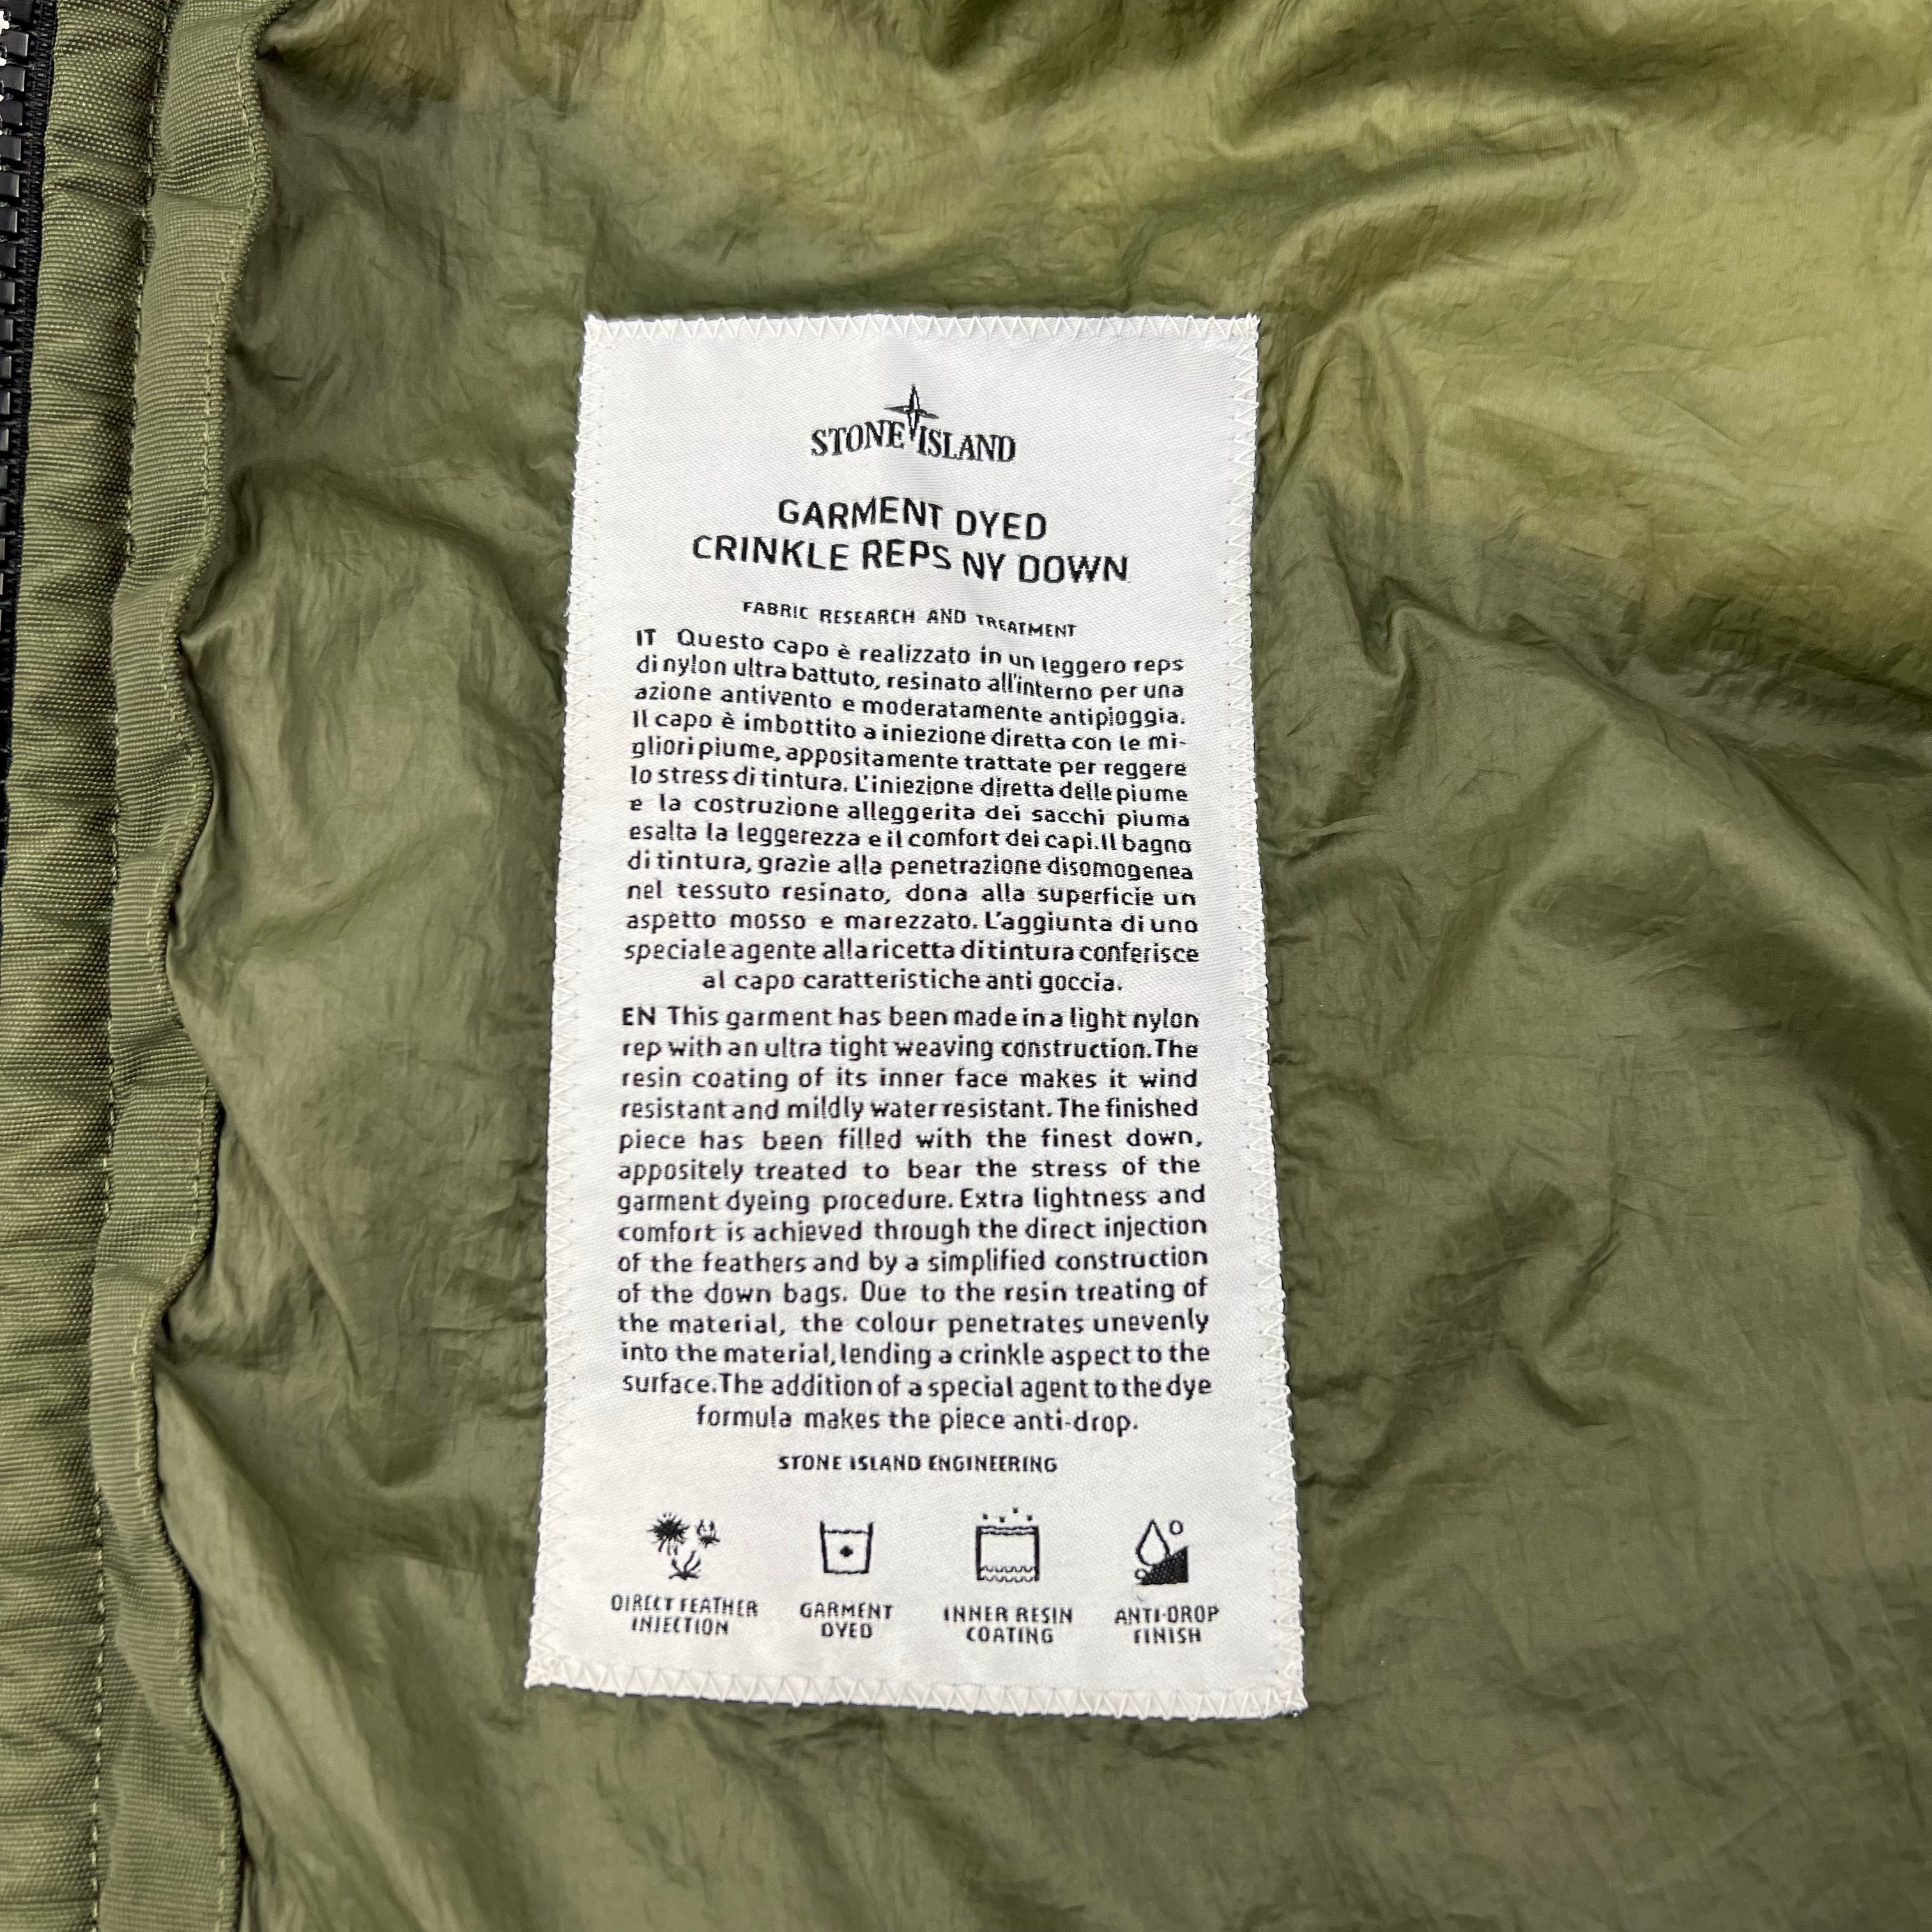 STONE ISLAND
GARMENT DYED
CRINKLE REPS NY DOWN
FABRIC RESEARCH AND TREATMENT
IT Questo capo è realizzato in un leggero reps
di nylon ultra battuto, resinato all'interno per una
azione antivento e moderatamente antipioggia.
Il capo è imbottito a iniezione diretta con le mi-
gliori piume, appositamente trattate per reggere
lo stress di tintura. L'iniezione diretta delle piume
e la costruzione alleggerita dei sacchi piuma
esalta la leggerezza e il comfort dei capi. Il bagno
di tintura, grazie alla penetrazione disomogenea
nel tessuto resinato, dona alla superficie un
aspetto mosso e marezzato. L'aggiunta di uno
speciale agente alla ricetta di tintura conferisce
al capo caratteristiche anti goccia.
EN This garment has been made in a light nylon
rep with an ultra tight weaving construction. The
resin coating of its inner face makes it wind
resistant and mildly water resistant. The finished
piece has been filled with the finest down,
appositely treated to bear the stress of the
garment dyeing procedure. Extra lightness and
comfort is achieved through the direct injection
of the feathers and by a simplified construction
of the down bags. Due to the resin treating of
the material, the colour penetrates unevenly
into the material, lending a crinkle aspect to the
surface. The addition of a special agent to the dye
formula makes the piece anti-drop.
STONE ISLAND ENGINEERING
DIRECT FEATHER INJECTION
GARMENT DYED
INNER RESIN COATING
ANTI-DROP FINISH